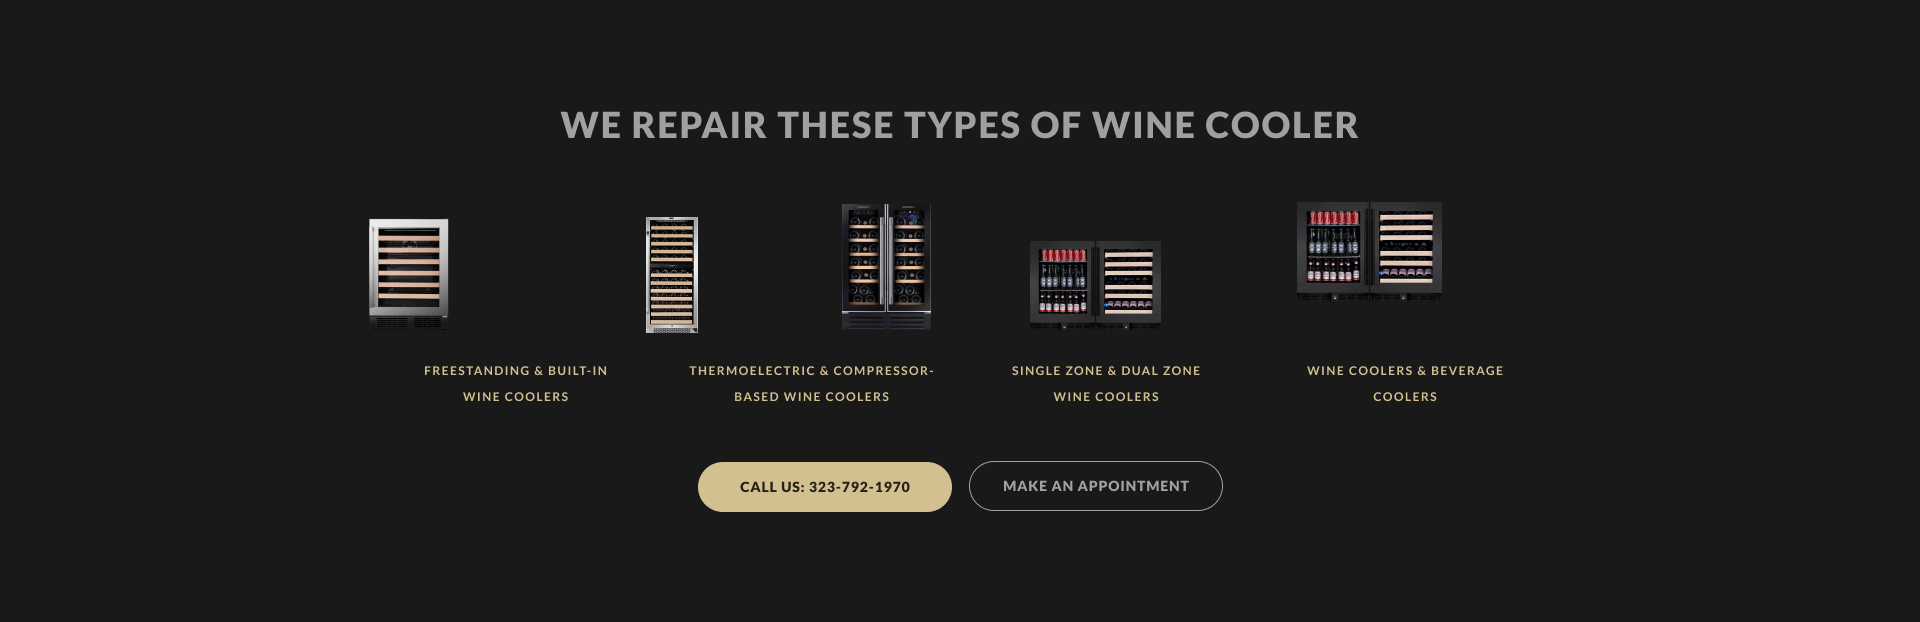 WE REPAIR THESE TYPES OF WINE COOLER
FREESTANDING & BUILT-IN
WINE COOLERS
THERMOELECTRIC & COMPRESSOR-
BASED WINE COOLERS
SINGLE ZONE & DUAL ZONE
WINE COOLERS
WINE COOLERS & BEVERAGE
COOLERS
CALL US: 323-792-1970
MAKE AN APPOINTMENT